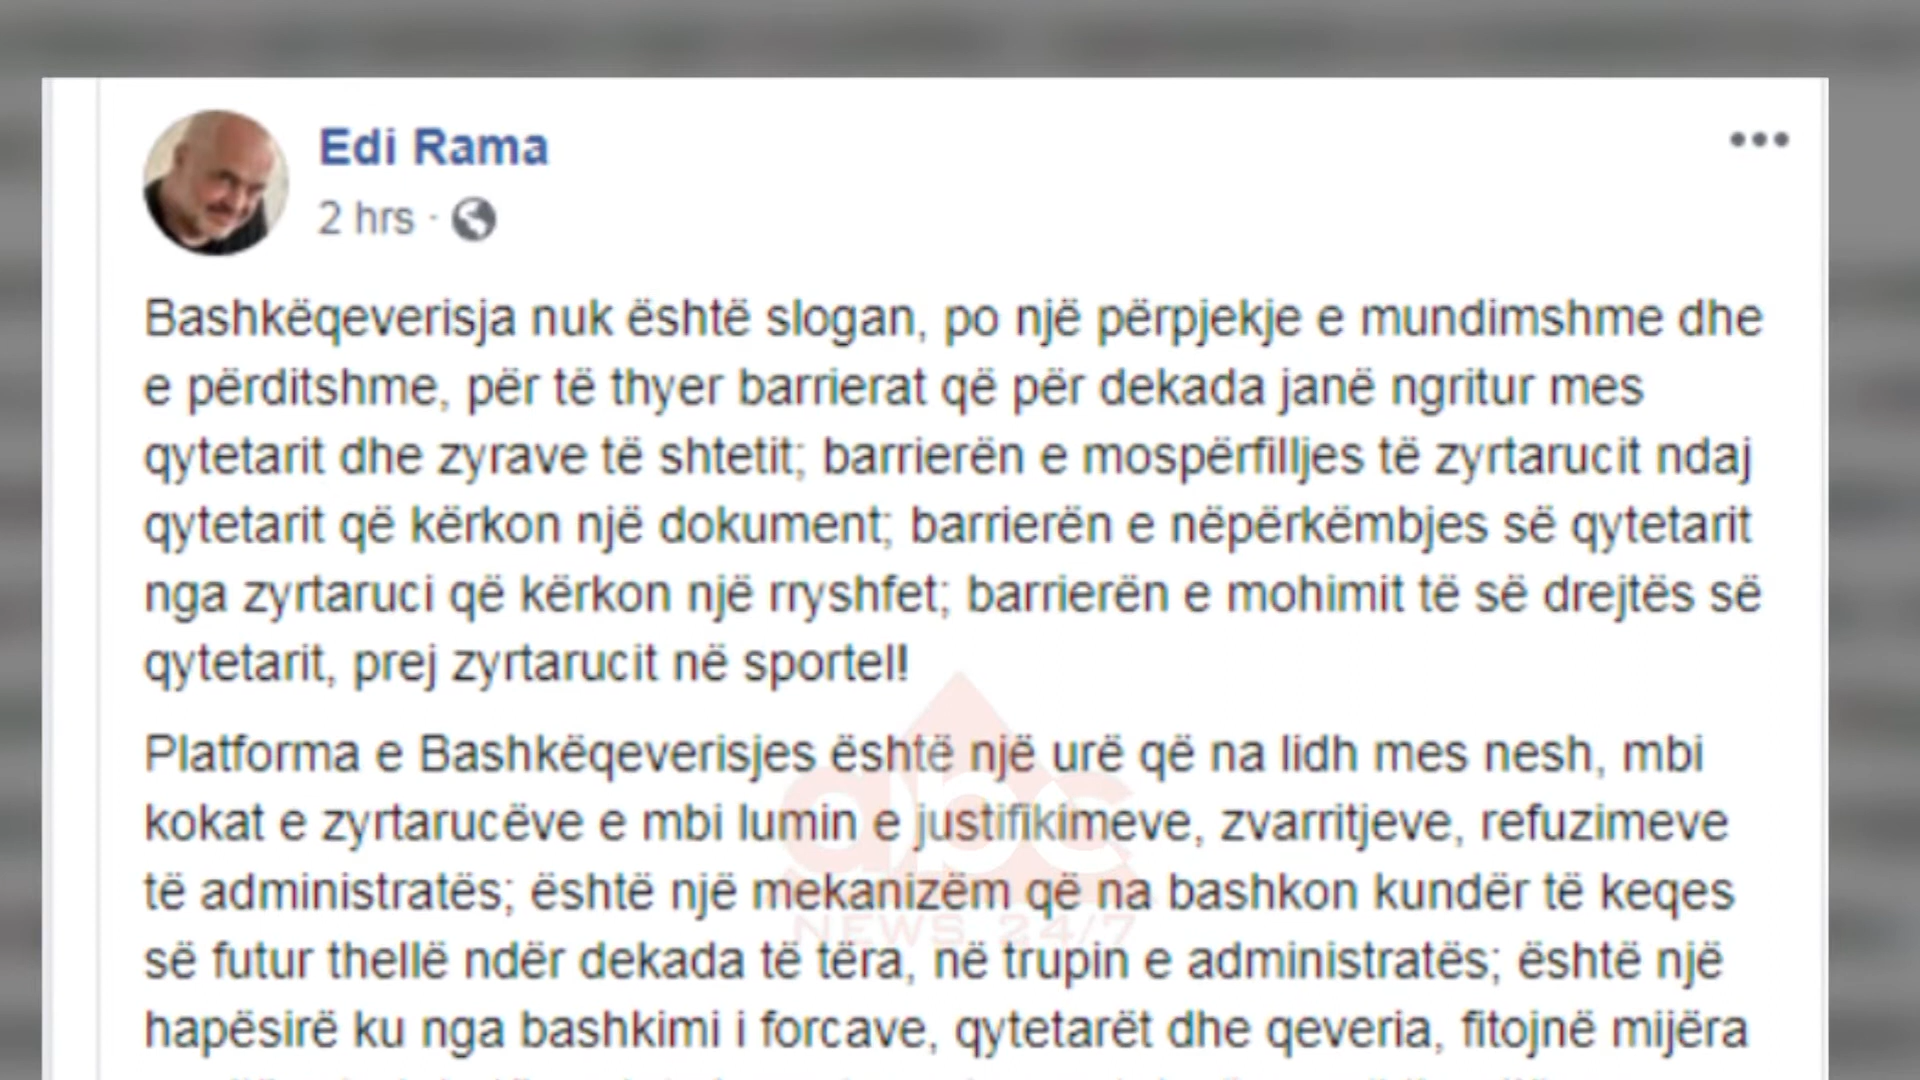 Edi Rama
2 hrs ·
Bashkëqeverisja nuk është slogan, po një përpjekje e mundimshme dhe
e përditshme, për të thyer barrierat që për dekada janë ngritur mes
qytetarit dhe zyrave të shtetit; barrierën e mospërfilljes të zyrtarucit ndaj
qytetarit që kërkon një dokument; barrierën e nëpërkëmbjes së qytetarit
nga zyrtaruci që kërkon një rryshfet; barrierën e mohimit të së drejtës së
qytetarit, prej zyrtarucit në sportel!
Platforma e Bashkëqeverisjes është një urë që na lidh mes nesh, mbi
kokat e zyrtarucëve e mbi lumin e justifikimeve, zvarritjeve, refuzimeve
të administratës; është një mekanizëm që na bashkon kundër të keqes
së futur thellë ndër dekada të tëra, në trupin e administratës; është një
hapësirë ku nga bashkimi i forcave, qytetarët dhe qeveria, fitojnë mijëra
abc
NEWS 24/7